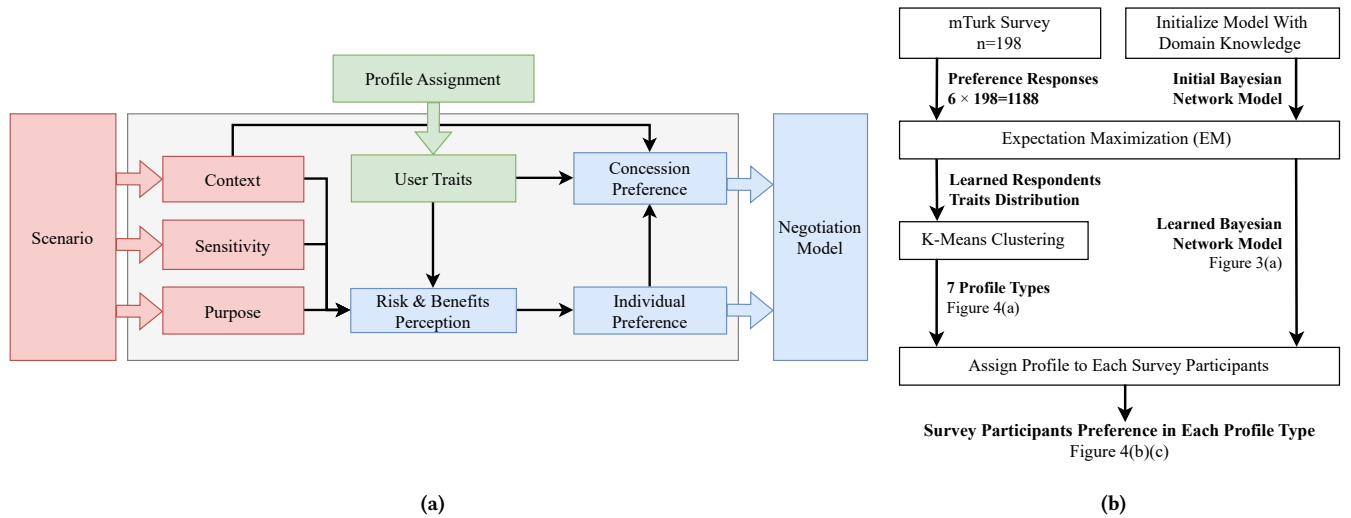 Profile Assignment
Scenario
Context
Sensitivity
Purpose
User Traits
Risk & Benefits
Perception
Concession
Preference
Individual
Preference
Negotiation
Model
(a)
mTurk Survey
n=198
Initialize Model With
Domain Knowledge
Preference Responses
6 × 198=1188
Initial Bayesian
Network Model
Expectation Maximization (EM)
Learned Respondents
Traits Distribution
K-Means Clustering
Learned Bayesian
Network Model
Figure 3(a)
7 Profile Types
Figure 4(a)
Assign Profile to Each Survey Participants
Survey Participants Preference in Each Profile Type
Figure 4(b)(c)
(b)